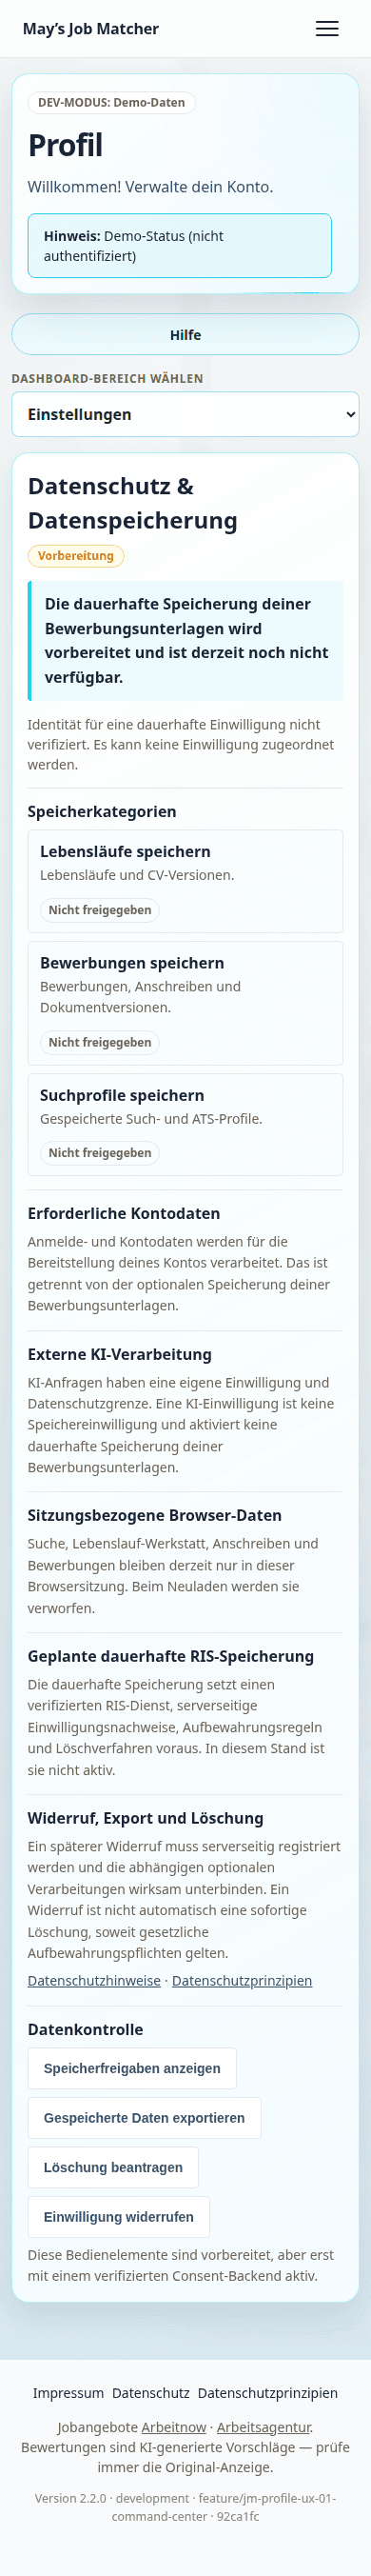 May’s Job Matcher
DEV-MODUS: Demo-Daten
Profil
Willkommen! Verwalte dein Konto.
Hinweis: Demo-Status (nicht
authentifiziert)
Hilfe
DASHBOARD-BEREICH WÄHLEN
Einstellungen
Datenschutz &
Datenspeicherung
Vorbereitung
Die dauerhafte Speicherung deiner
Bewerbungsunterlagen wird
vorbereitet und ist derzeit noch nicht
verfügbar.
Identität für eine dauerhafte Einwilligung nicht
verifiziert. Es kann keine Einwilligung zugeordnet
werden.
Speicherkategorien
Lebensläufe speichern
Lebensläufe und CV-Versionen.
Nicht freigegeben
Bewerbungen speichern
Bewerbungen, Anschreiben und
Dokumentversionen.
Nicht freigegeben
Suchprofile speichern
Gespeicherte Such- und ATS-Profile.
Nicht freigegeben
Erforderliche Kontodaten
Anmelde- und Kontodaten werden für die
Bereitstellung deines Kontos verarbeitet. Das ist
getrennt von der optionalen Speicherung deiner
Bewerbungsunterlagen.
Externe KI-Verarbeitung
KI-Anfragen haben eine eigene Einwilligung und
Datenschutzgrenze. Eine KI-Einwilligung ist keine
Speichereinwilligung und aktiviert keine
dauerhafte Speicherung deiner
Bewerbungsunterlagen.
Sitzungsbezogene Browser-Daten
Suche, Lebenslauf-Werkstatt, Anschreiben und
Bewerbungen bleiben derzeit nur in dieser
Browsersitzung. Beim Neuladen werden sie
verworfen.
Geplante dauerhafte RIS-Speicherung
Die dauerhafte Speicherung setzt einen
verifizierten RIS-Dienst, serverseitige
Einwilligungsnachweise, Aufbewahrungsregeln
und Löschverfahren voraus. In diesem Stand ist
sie nicht aktiv.
Widerruf, Export und Löschung
Ein späterer Widerruf muss serverseitig registriert
werden und die abhängigen optionalen
Verarbeitungen wirksam unterbinden. Ein
Widerruf ist nicht automatisch eine sofortige
Löschung, soweit gesetzliche
Aufbewahrungspflichten gelten.
Datenschutzhinweise · Datenschutzprinzipien
Datenkontrolle
Speicherfreigaben anzeigen
Gespeicherte Daten exportieren
Löschung beantragen
Einwilligung widerrufen
Diese Bedienelemente sind vorbereitet, aber erst
mit einem verifizierten Consent-Backend aktiv.
Impressum Datenschutz Datenschutzprinzipien
Jobangebote Arbeitnow · Arbeitsagentur.
Bewertungen sind KI-generierte Vorschläge — prüfe
immer die Original-Anzeige.
Version 2.2.0 · development · feature/jm-profile-ux-01-
command-center · 92ca1fc